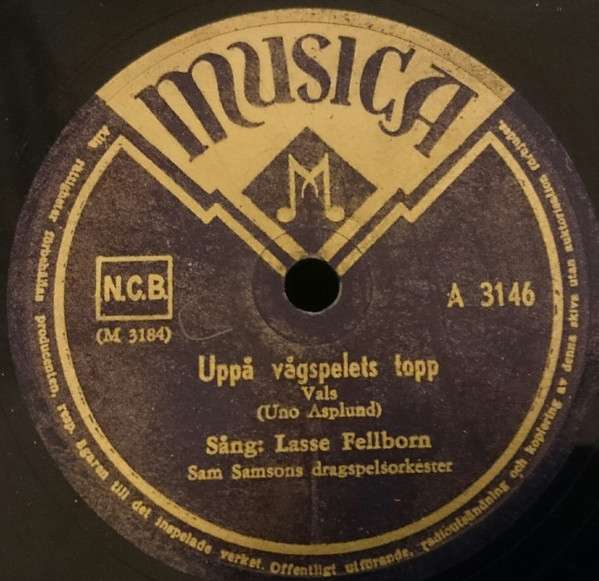 MUSICA
M
N.C.B.
(M 3184)
A 3146
Uppå vågspelets topp
Vals
(Uno Asplund)
Sång: Lasse Fellborn
Sam Samsons dragspelsorkester
Alla rättigheter förbehållas producenten, resp. ägaren till det inspelade verket. Offentligt utförande, radioutsändning och kopiering av denna skiva utan auktorisation förbjudes.